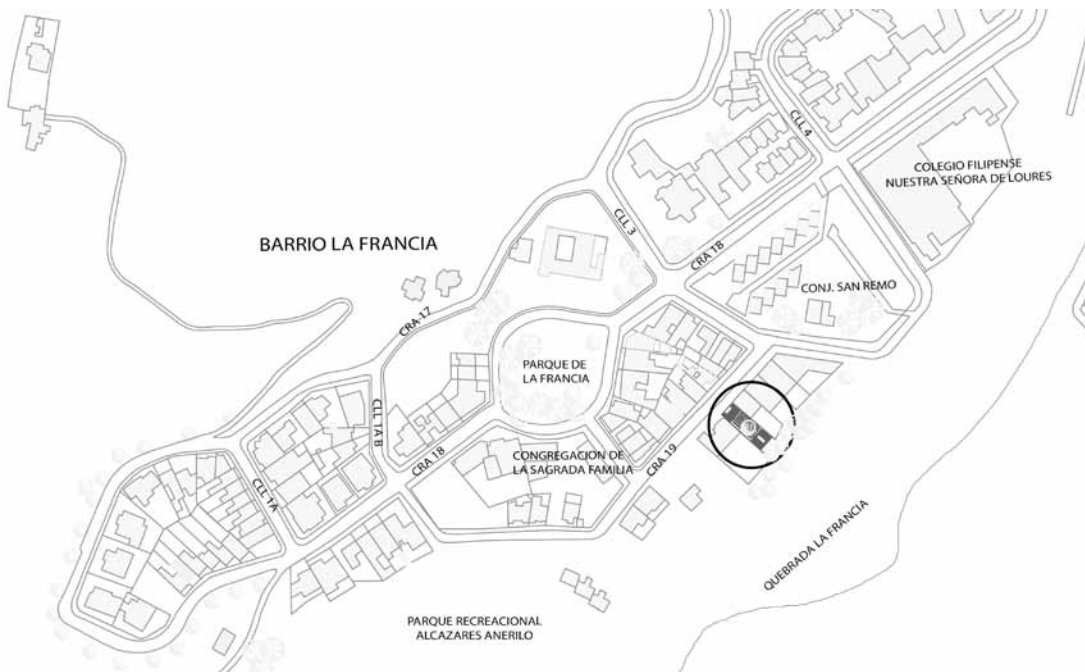 CLL 4
COLEGIO FILIPENSE
NUESTRA SEÑORA DE LOURES
CLL 3
BARRIO LA FRANCIA
CRA 18
CONJ. SAN REMO
CRA 17
PARQUE DE
LA FRANCIA
CLL 1A B
CRA 18
CONGREGACION DE
LA SAGRADA FAMILIA
CRA 19
CLL 1A
QUEBRADA LA FRANCIA
PARQUE RECREACIONAL
ALCAZARES ANERILO